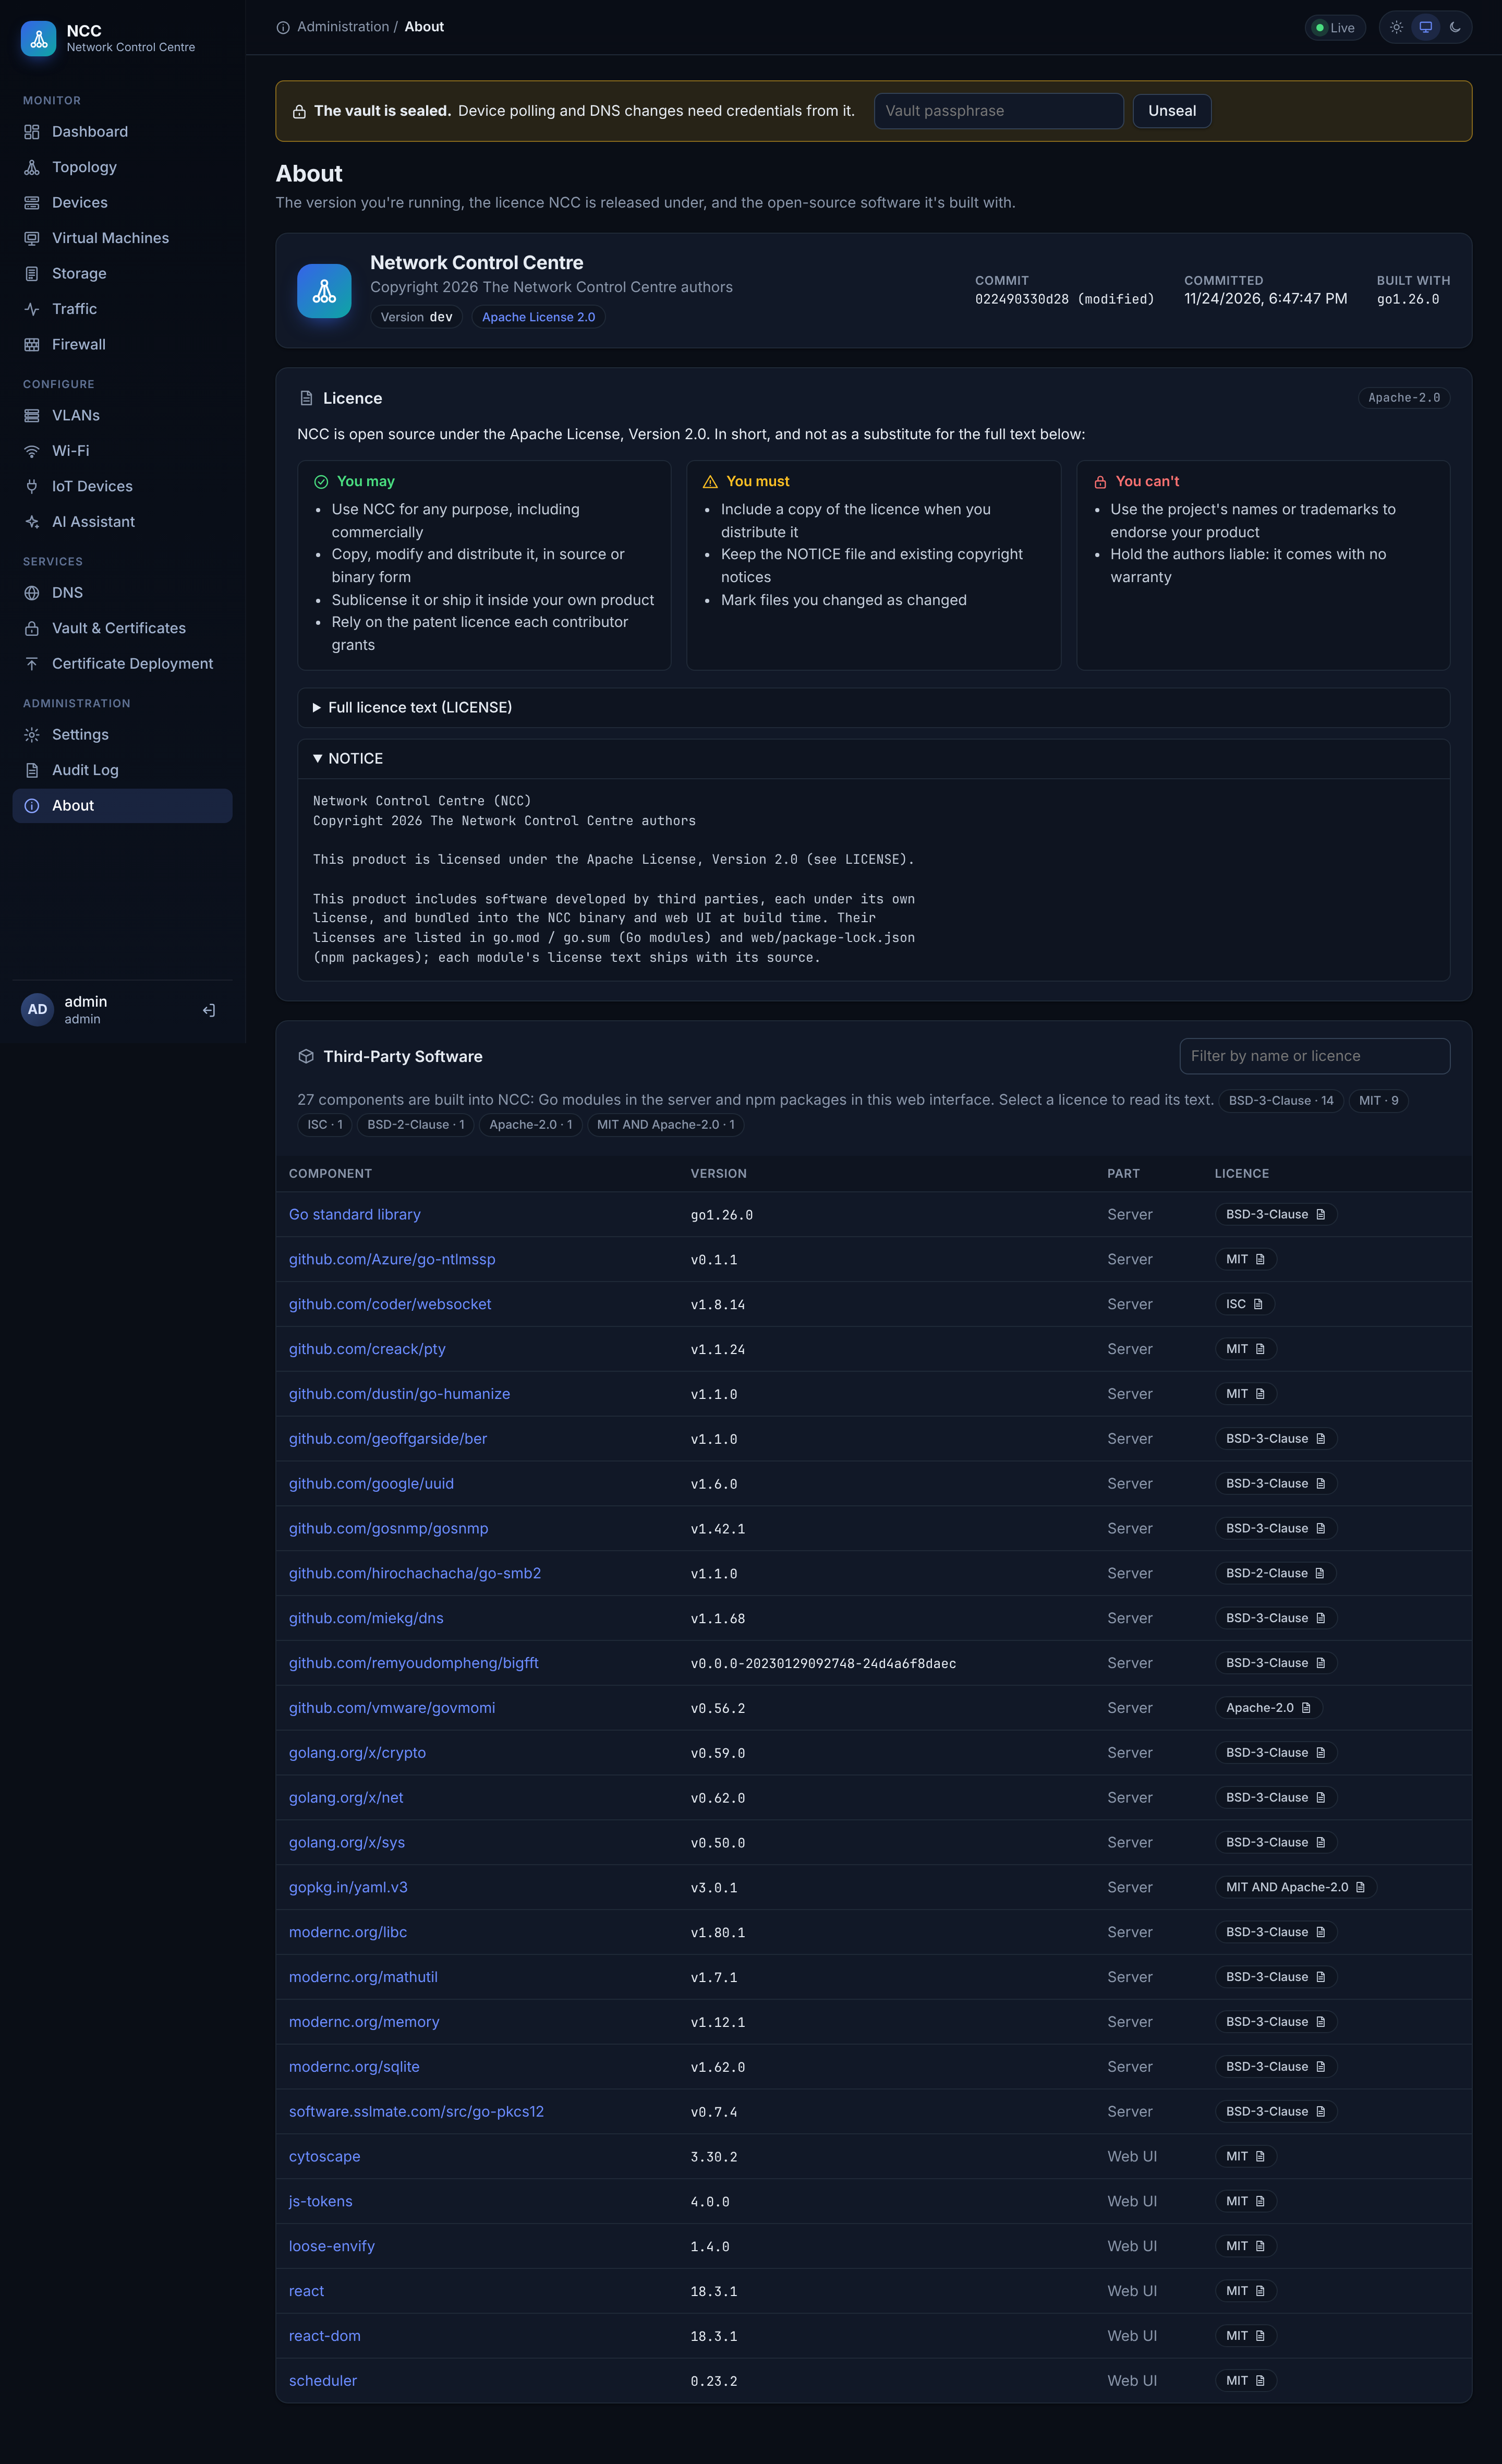 NCC
Network Control Centre
MONITOR
Dashboard
Topology
Devices
Virtual Machines
Storage
Traffic
Firewall
CONFIGURE
VLANs
Wi-Fi
IoT Devices
AI Assistant
SERVICES
DNS
Vault & Certificates
Certificate Deployment
ADMINISTRATION
Settings
Audit Log
About
AD
admin
admin
Administration / About
Live
The vault is sealed. Device polling and DNS changes need credentials from it.
Vault passphrase
Unseal
About
The version you're running, the licence NCC is released under, and the open-source software it's built with.
Network Control Centre
Copyright 2026 The Network Control Centre authors
Version dev
Apache License 2.0
COMMIT
022490330d28 (modified)
COMMITTED
11/24/2026, 6:47:47 PM
BUILT WITH
go1.26.0
Licence
Apache-2.0
NCC is open source under the Apache License, Version 2.0. In short, and not as a substitute for the full text below:
You may
• Use NCC for any purpose, including
commercially
• Copy, modify and distribute it, in source or
binary form
• Sublicense it or ship it inside your own product
• Rely on the patent licence each contributor
grants
You must
• Include a copy of the licence when you
distribute it
• Keep the NOTICE file and existing copyright
notices
• Mark files you changed as changed
You can't
• Use the project's names or trademarks to
endorse your product
• Hold the authors liable: it comes with no
warranty
Full licence text (LICENSE)
NOTICE
Network Control Centre (NCC)
Copyright 2026 The Network Control Centre authors
This product is licensed under the Apache License, Version 2.0 (see LICENSE).
This product includes software developed by third parties, each under its own
license, and bundled into the NCC binary and web UI at build time. Their
licenses are listed in go.mod / go.sum (Go modules) and web/package-lock.json
(npm packages); each module's license text ships with its source.
Third-Party Software
Filter by name or licence
27 components are built into NCC: Go modules in the server and npm packages in this web interface. Select a licence to read its text. BSD-3-Clause · 14 MIT · 9
ISC · 1 BSD-2-Clause · 1 Apache-2.0 · 1 MIT AND Apache-2.0 · 1
COMPONENT VERSION PART LICENCE
Go standard library go1.26.0 Server BSD-3-Clause
github.com/Azure/go-ntlmssp v0.1.1 Server MIT
github.com/coder/websocket v1.8.14 Server ISC
github.com/creack/pty v1.1.24 Server MIT
github.com/dustin/go-humanize v1.1.0 Server MIT
github.com/geoffgarside/ber v1.1.0 Server BSD-3-Clause
github.com/google/uuid v1.6.0 Server BSD-3-Clause
github.com/gosnmp/gosnmp v1.42.1 Server BSD-3-Clause
github.com/hirochachacha/go-smb2 v1.1.0 Server BSD-2-Clause
github.com/miekg/dns v1.1.68 Server BSD-3-Clause
github.com/remyoudompheng/bigfft v0.0.0-20230129092748-24d4a6f8daec Server BSD-3-Clause
github.com/vmware/govmomi v0.56.2 Server Apache-2.0
golang.org/x/crypto v0.59.0 Server BSD-3-Clause
golang.org/x/net v0.62.0 Server BSD-3-Clause
golang.org/x/sys v0.50.0 Server BSD-3-Clause
gopkg.in/yaml.v3 v3.0.1 Server MIT AND Apache-2.0
modernc.org/libc v1.80.1 Server BSD-3-Clause
modernc.org/mathutil v1.7.1 Server BSD-3-Clause
modernc.org/memory v1.12.1 Server BSD-3-Clause
modernc.org/sqlite v1.62.0 Server BSD-3-Clause
software.sslmate.com/src/go-pkcs12 v0.7.4 Server BSD-3-Clause
cytoscape 3.30.2 Web UI MIT
js-tokens 4.0.0 Web UI MIT
loose-envify 1.4.0 Web UI MIT
react 18.3.1 Web UI MIT
react-dom 18.3.1 Web UI MIT
scheduler 0.23.2 Web UI MIT